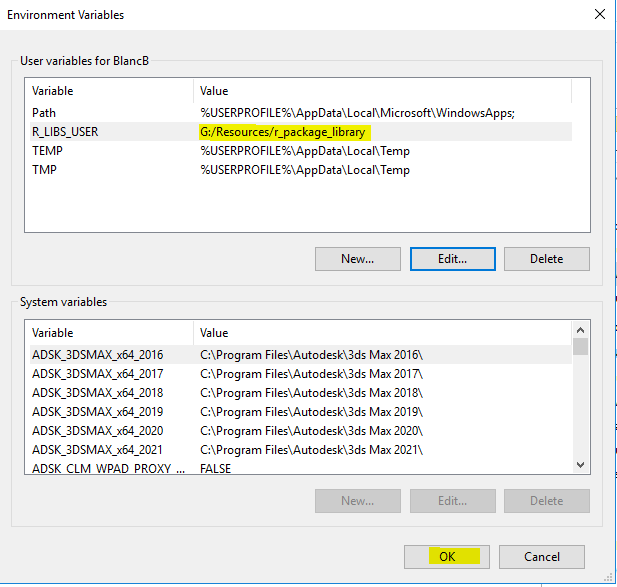 Environment Variables
User variables for BlancB
Variable Value
Path %USERPROFILE%\AppData\Local\Microsoft\WindowsApps;
R_LIBS_USER G:/Resources/r_package_library
TEMP %USERPROFILE%\AppData\Local\Temp
TMP %USERPROFILE%\AppData\Local\Temp
New... Edit... Delete
System variables
Variable Value
ADSK_3DSMAX_x64_2016 C:\Program Files\Autodesk\3ds Max 2016\
ADSK_3DSMAX_x64_2017 C:\Program Files\Autodesk\3ds Max 2017\
ADSK_3DSMAX_x64_2018 C:\Program Files\Autodesk\3ds Max 2018\
ADSK_3DSMAX_x64_2019 C:\Program Files\Autodesk\3ds Max 2019\
ADSK_3DSMAX_x64_2020 C:\Program Files\Autodesk\3ds Max 2020\
ADSK_3DSMAX_x64_2021 C:\Program Files\Autodesk\3ds Max 2021\
ADSK_CLM_WPAD_PROXY_... FALSE
New... Edit... Delete
OK Cancel